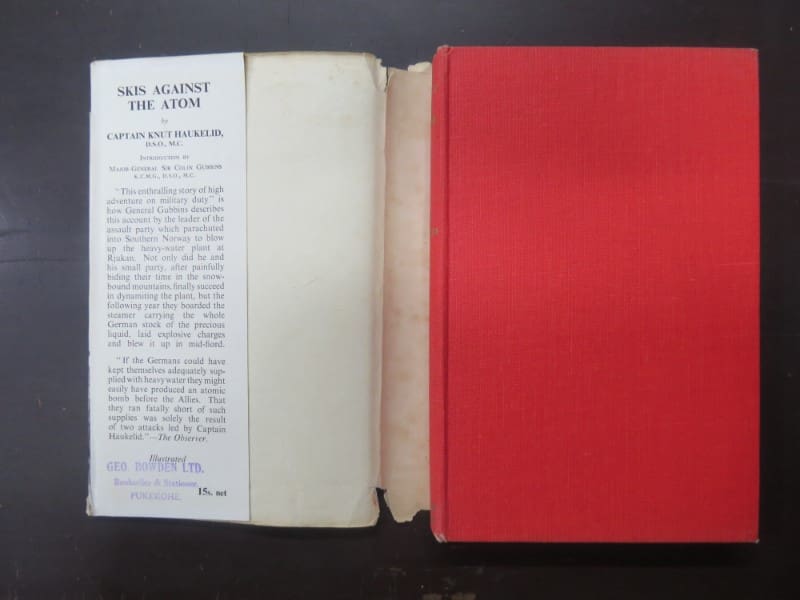 SKIS AGAINST
THE ATOM
by
CAPTAIN KNUT HAUKELID,
D.S.O., M.C.
INTRODUCTION BY
MAJOR-GENERAL SIR COLIN GUBBINS
K.C.M.G., D.S.O., M.C.
"This enthralling story of high
adventure on military duty" is
how General Gubbins describes
this account by the leader of the
assault party which parachuted
into Southern Norway to blow
up the heavy-water plant at
Rjukan. Not only did he and
his small party, after painfully
biding their time in the snow-
bound mountains, finally succeed
in dynamiting the plant, but the
following year they boarded the
steamer carrying the whole
German stock of the precious
liquid, laid explosive charges
and blew it up in mid-fiord.
"If the Germans could have
kept themselves adequately sup-
plied with heavy water they might
easily have produced an atomic
bomb before the Allies. That
they ran fatally short of such
supplies was solely the result
of two attacks led by Captain
Haukelid."—The Observer.
Illustrated
GEO. BOWDEN LTD.
Bookseller & Stationer,
PUKEKOHE.
15s. net